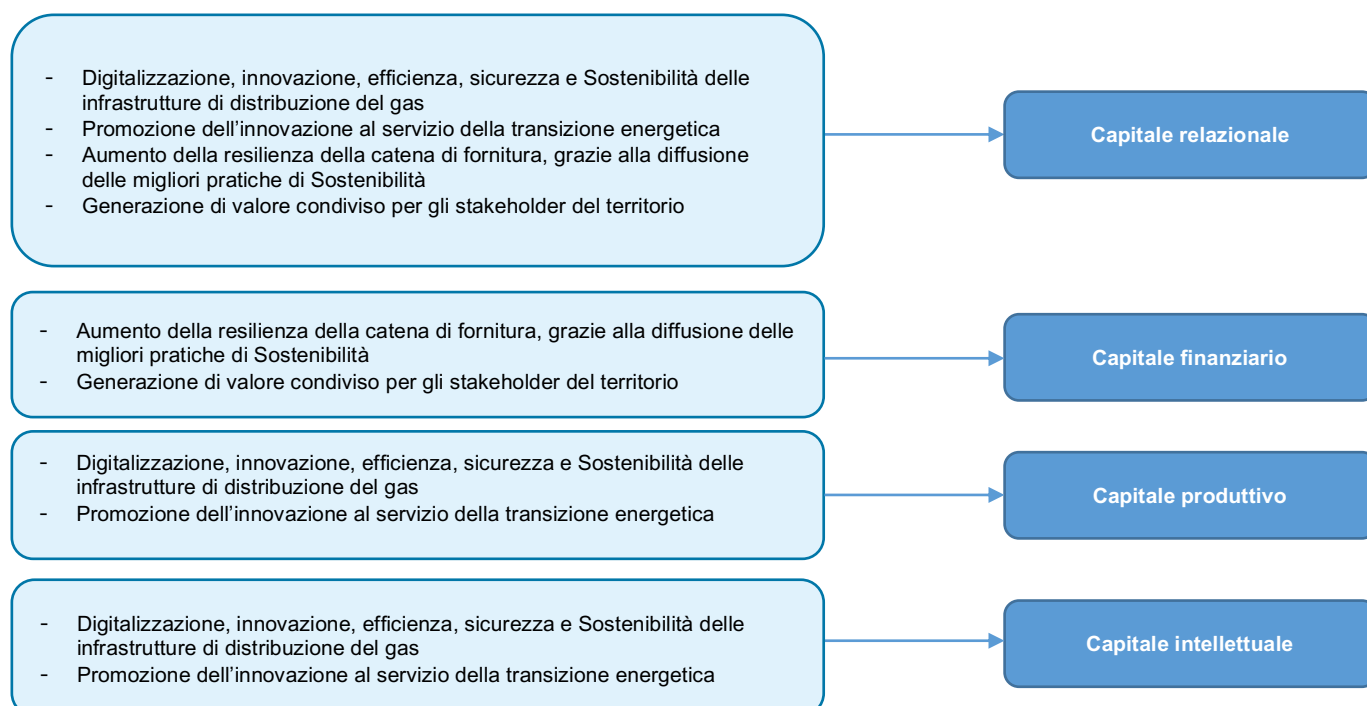 - Digitalizzazione, innovazione, efficienza, sicurezza e Sostenibilità delle
infrastrutture di distribuzione del gas
- Promozione dell’innovazione al servizio della transizione energetica
- Aumento della resilienza della catena di fornitura, grazie alla diffusione
delle migliori pratiche di Sostenibilità
- Generazione di valore condiviso per gli stakeholder del territorio
Capitale relazionale
- Aumento della resilienza della catena di fornitura, grazie alla diffusione delle
migliori pratiche di Sostenibilità
- Generazione di valore condiviso per gli stakeholder del territorio
Capitale finanziario
- Digitalizzazione, innovazione, efficienza, sicurezza e Sostenibilità delle
infrastrutture di distribuzione del gas
- Promozione dell’innovazione al servizio della transizione energetica
Capitale produttivo
- Digitalizzazione, innovazione, efficienza, sicurezza e Sostenibilità delle
infrastrutture di distribuzione del gas
- Promozione dell’innovazione al servizio della transizione energetica
Capitale intellettuale